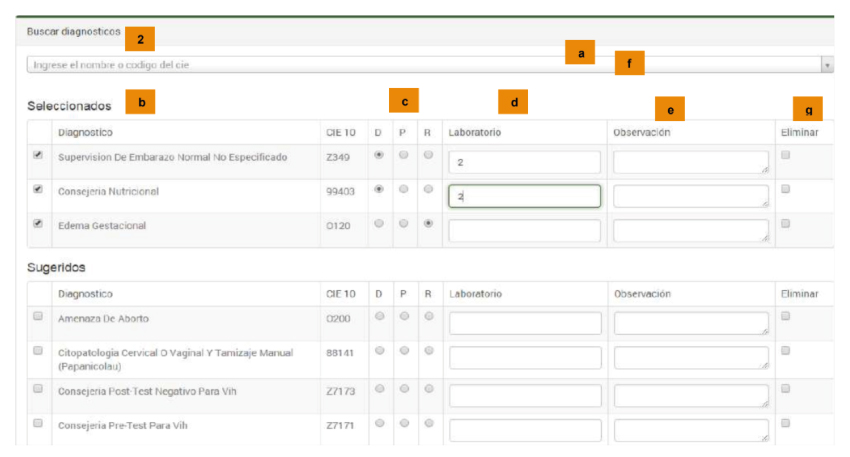 Buscar diagnosticos 2
Ingrese el nombre o codigo del cie a f
Seleccionados b c d e g
Diagnostico CIE 10 D P R Laboratorio Observación Eliminar
Supervision De Embarazo Normal No Especificado Z349 2
Consejeria Nutricional 99403 2
Edema Gestacional O120
Sugeridos
Diagnostico CIE 10 D P R Laboratorio Observación Eliminar
Amenaza De Aborto O200
Citopatologia Cervical O Vaginal Y Tamizaje Manual 88141
(Papanicolau)
Consejeria Post-Test Negativo Para Vih Z7173
Consejeria Pre-Test Para Vih Z7171